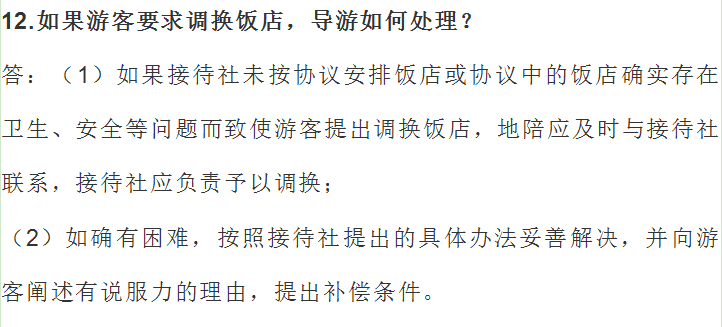 12.如果游客要求调换饭店，导游如何处理？
答：（1）如果接待社未按协议安排饭店或协议中的饭店确实存在
卫生、安全等问题而致使游客提出调换饭店，地陪应及时与接待社
联系，接待社应负责予以调换；
（2）如确有困难，按照接待社提出的具体办法妥善解决，并向游
客阐述有说服力的理由，提出补偿条件。